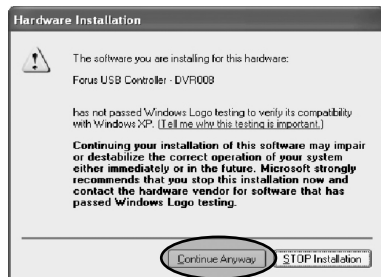 Hardware Installation
The software you are installing for this hardware:
Forus USB Controller - DVR008
has not passed Windows Logo testing to verify its compatibility
with Windows XP. (Tell me why this testing is important.)
Continuing your installation of this software may impair
or destabilize the correct operation of your system
either immediately or in the future. Microsoft strongly
recommends that you stop this installation now and
contact the hardware vendor for software that has
passed Windows Logo testing.
Continue Anyway
STOP Installation